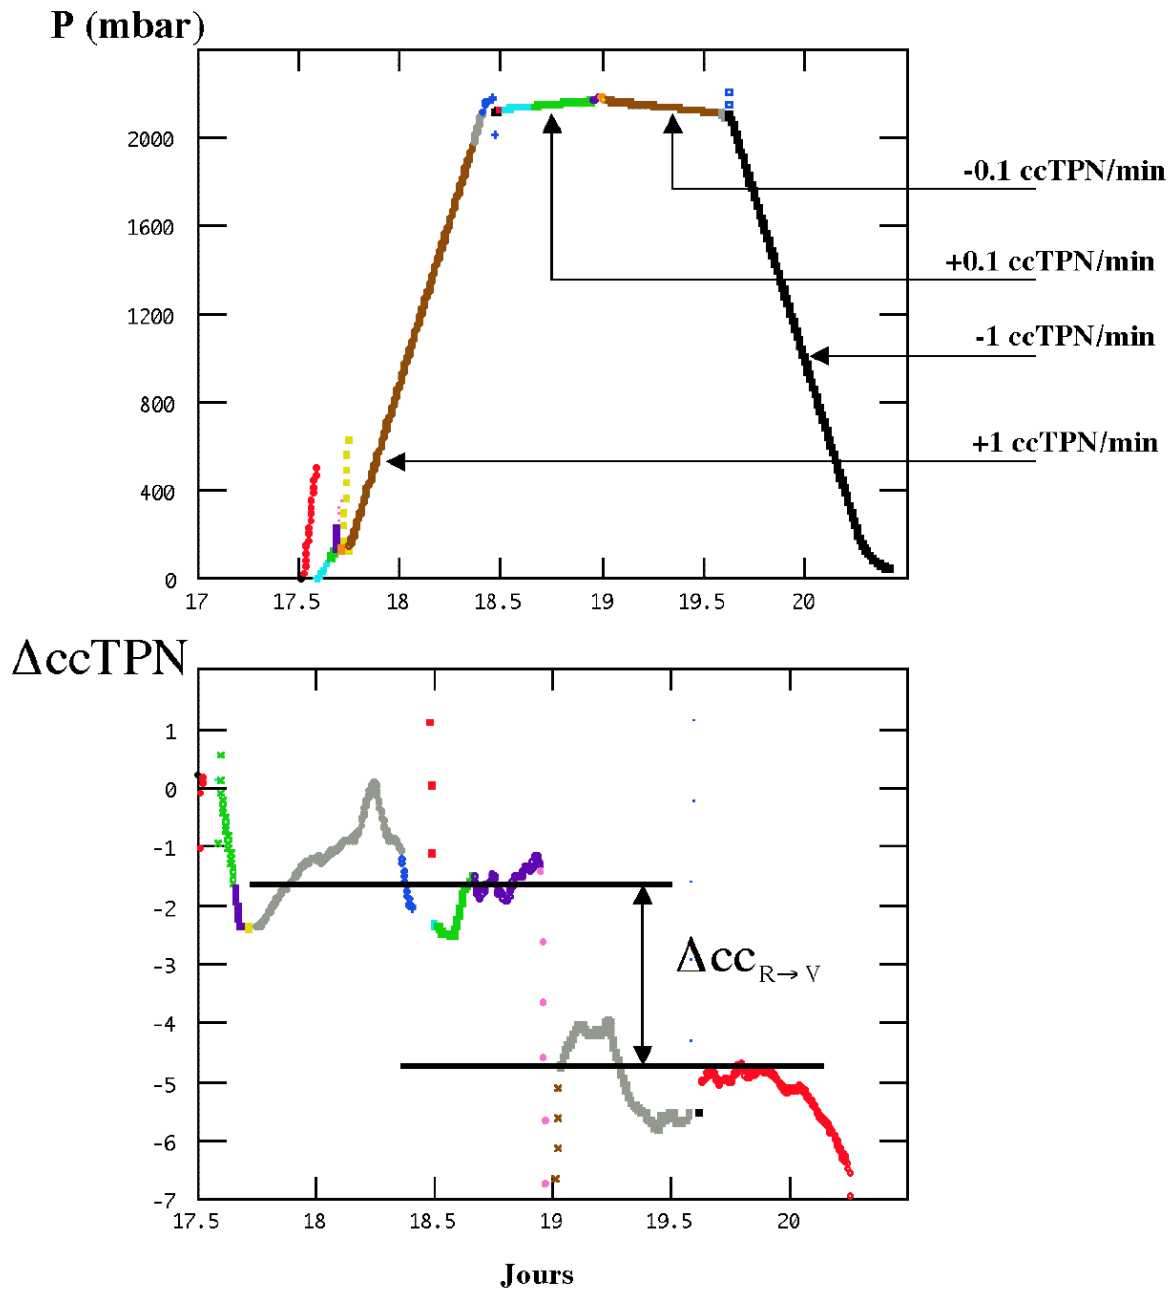 P (mbar)
2000
1600
1200
800
400
0
17 17.5 18 18.5 19 19.5 20
-0.1 ccTPN/min
+0.1 ccTPN/min
-1 ccTPN/min
+1 ccTPN/min
ΔccTPN
1
0
-1
-2
-3
-4
-5
-6
-7
17.5 18 18.5 19 19.5 20
Δcc R→V
Jours